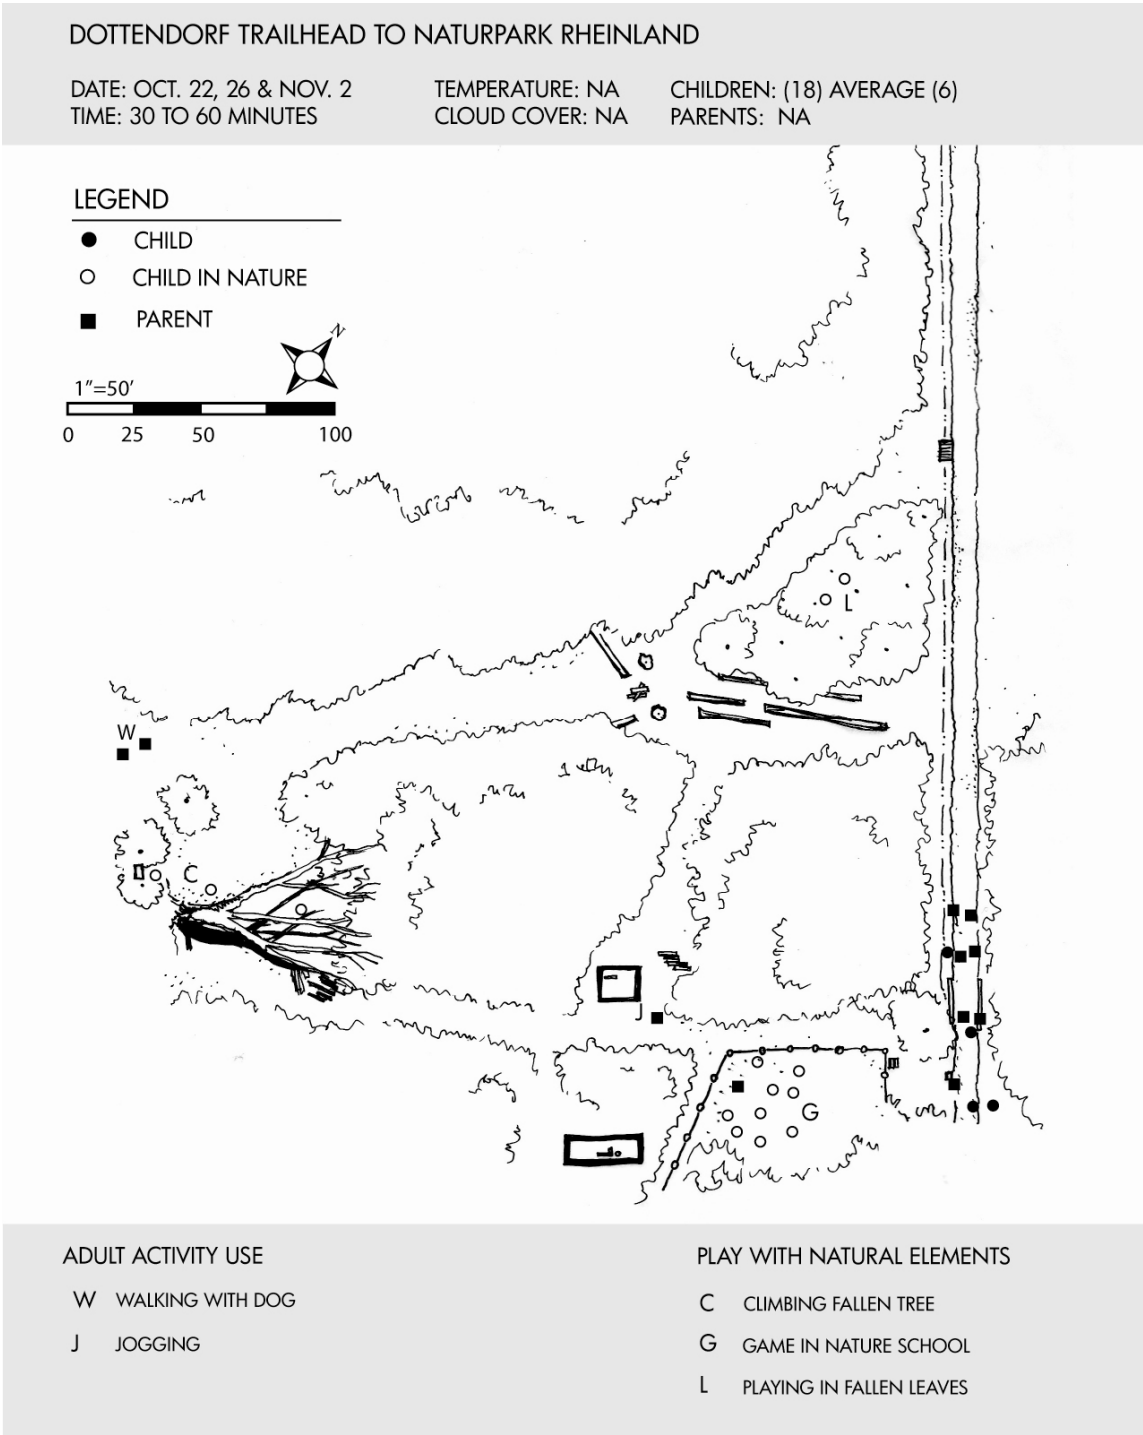 DOTTENDORF TRAILHEAD TO NATURPARK RHEINLAND
DATE: OCT. 22, 26 & NOV. 2
TIME: 30 TO 60 MINUTES
TEMPERATURE: NA
CLOUD COVER: NA
CHILDREN: (18) AVERAGE (6)
PARENTS: NA
LEGEND
CHILD
CHILD IN NATURE
PARENT
N
1"=50'
0 25 50 100
L
W
C
J
G
ADULT ACTIVITY USE
W WALKING WITH DOG
J JOGGING
PLAY WITH NATURAL ELEMENTS
C CLIMBING FALLEN TREE
G GAME IN NATURE SCHOOL
L PLAYING IN FALLEN LEAVES